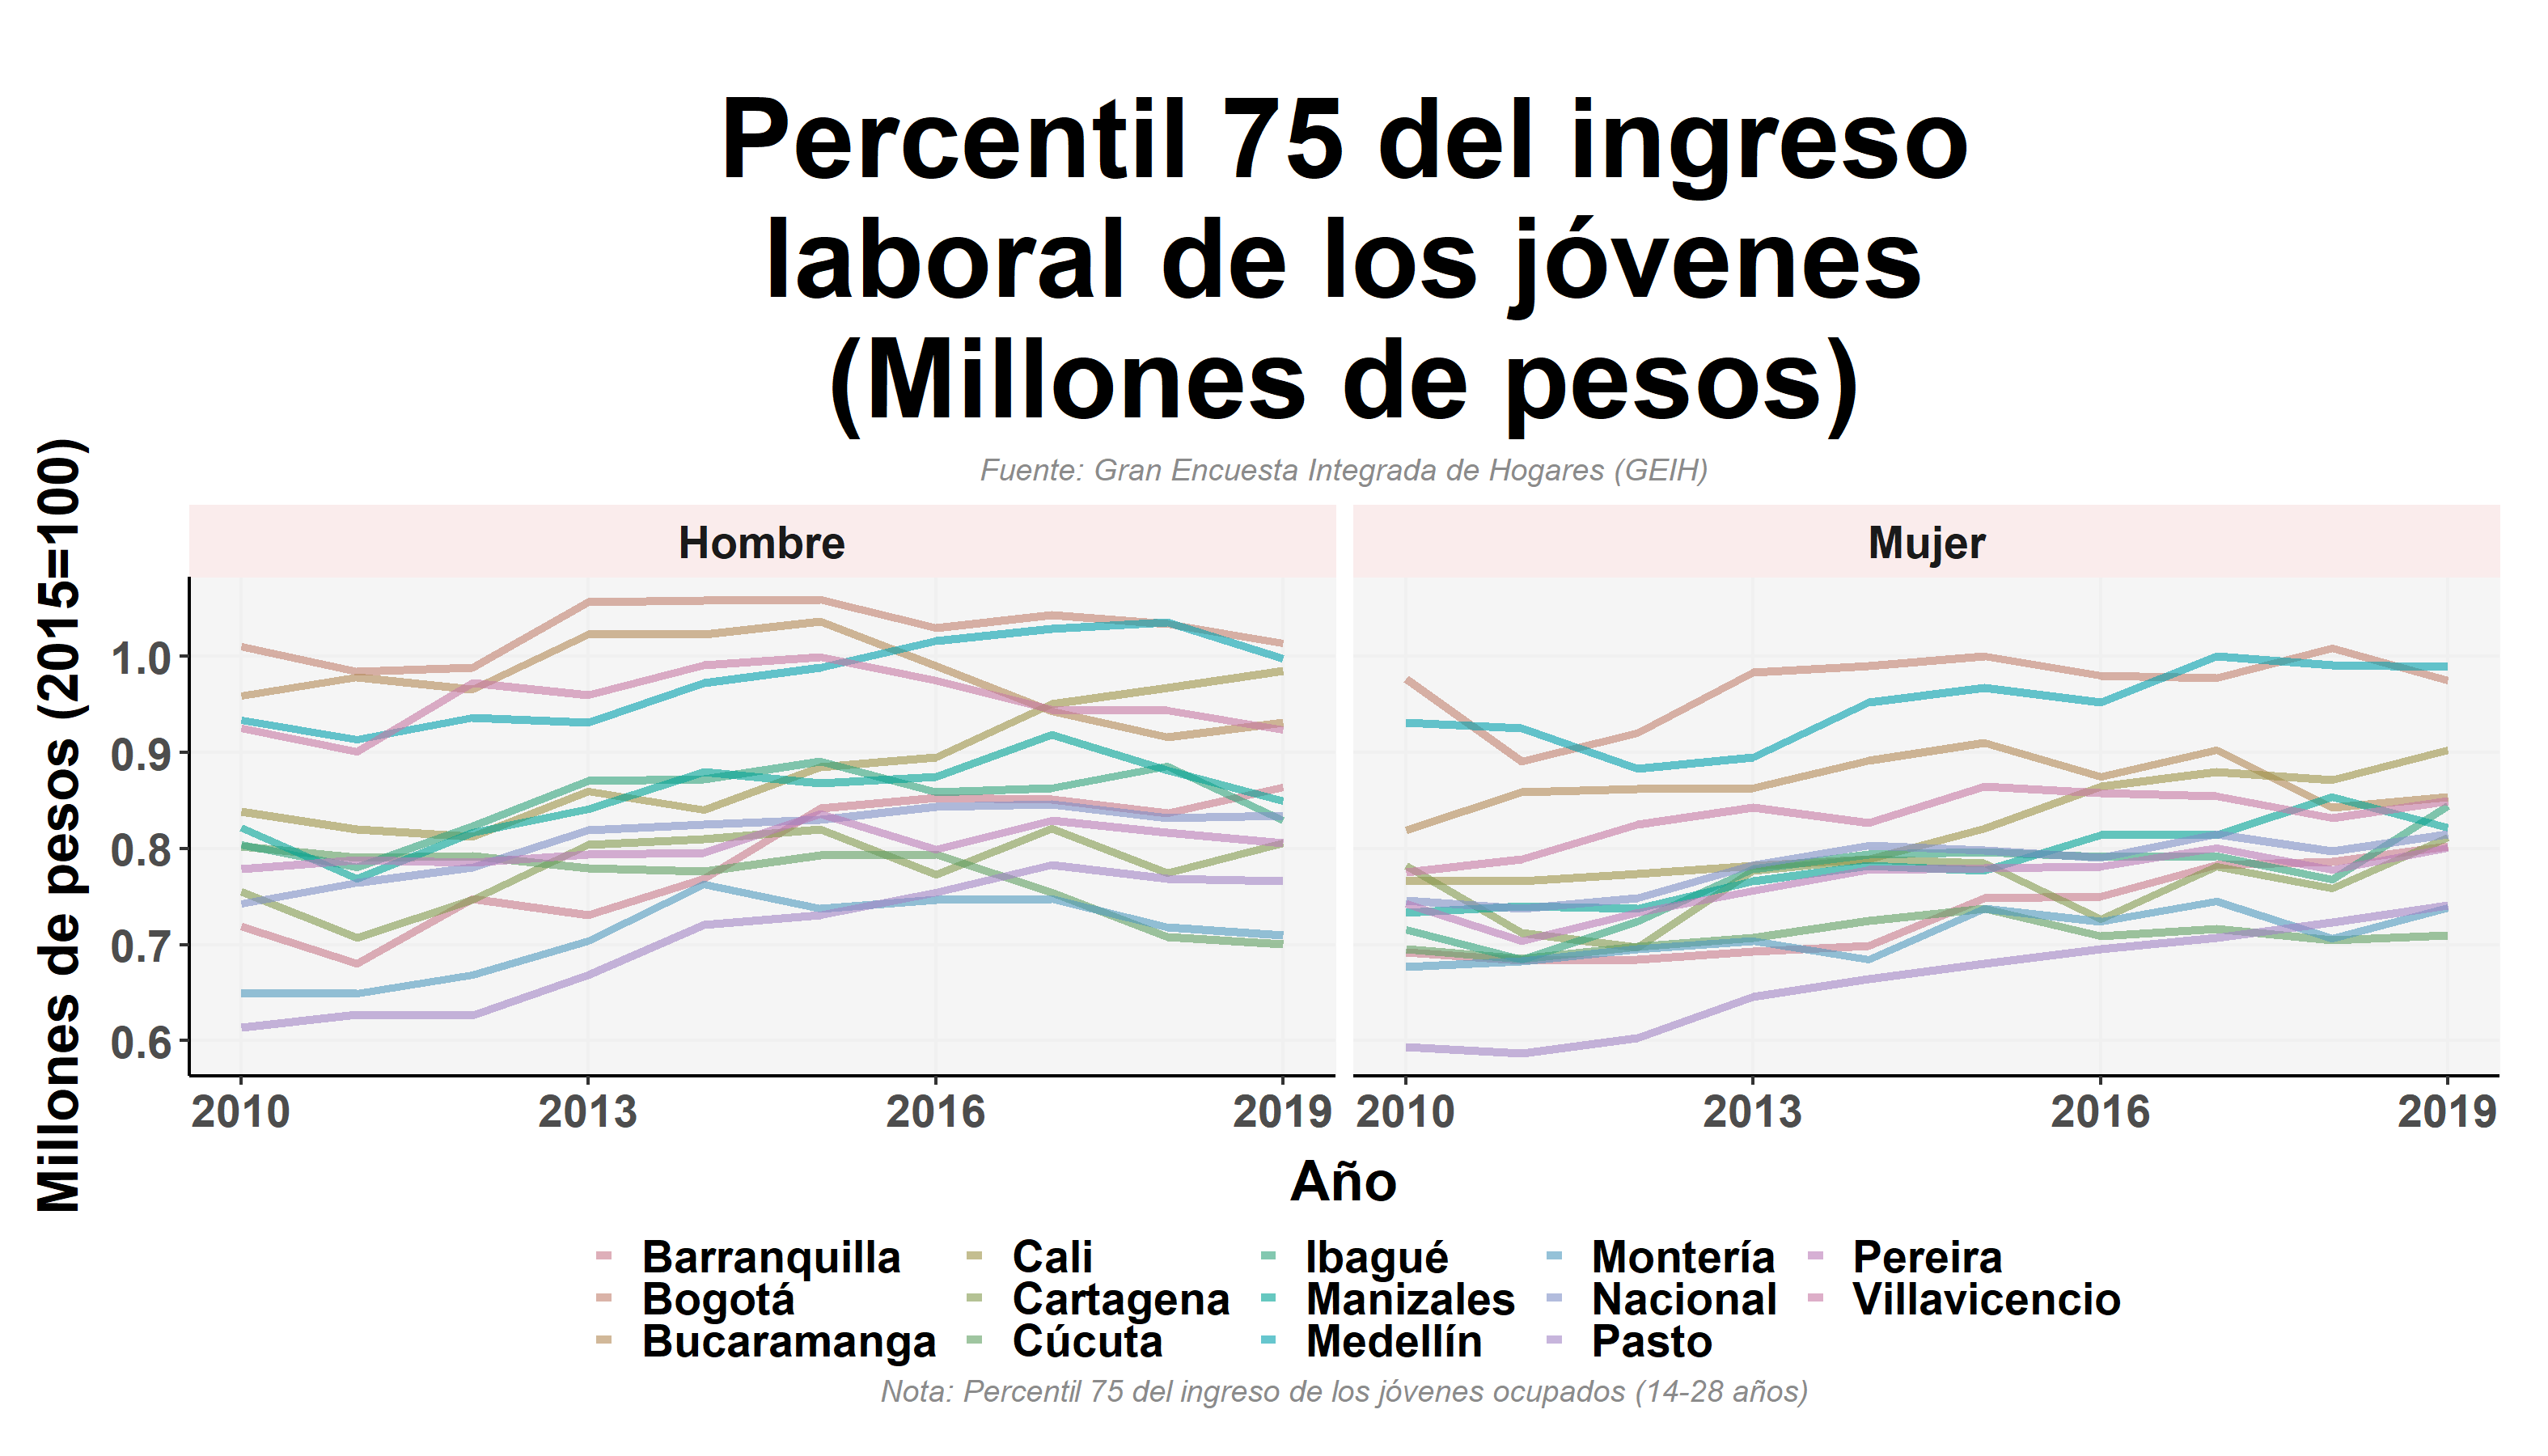 Percentil 75 del ingreso
laboral de los jóvenes
(Millones de pesos)
Fuente: Gran Encuesta Integrada de Hogares (GEIH)
Millones de pesos (2015=100)
Hombre
Mujer
1.0
0.9
0.8
0.7
0.6
2010 2013 2016 2019
2010 2013 2016 2019
Año
Barranquilla Cali Ibagué Montería Pereira
Bogotá Cartagena Manizales Nacional Villavicencio
Bucaramanga Cúcuta Medellín Pasto
Nota: Percentil 75 del ingreso de los jóvenes ocupados (14-28 años)